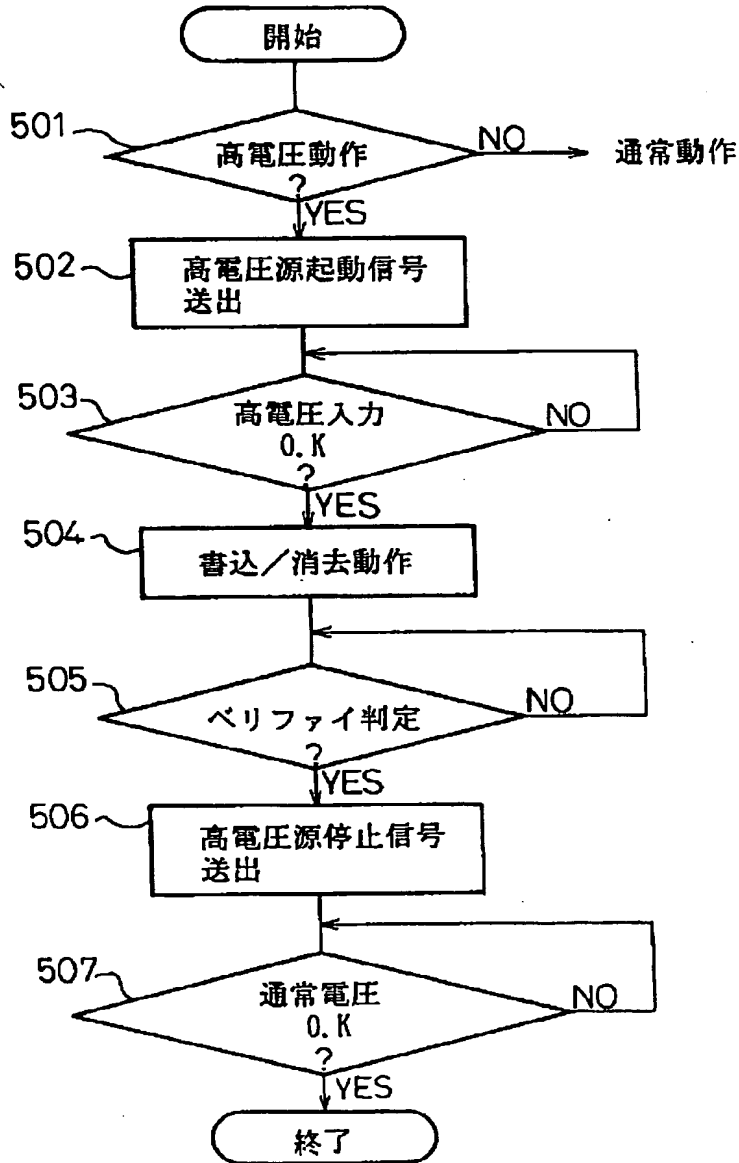 開始
501
高電圧動作
?
NO
通常動作
YES
502
高電圧源起動信号
送出
503
高電圧入力
O.K
?
NO
YES
504
書込/消去動作
505
ベリファイ判定
?
NO
YES
506
高電圧源停止信号
送出
507
通常電圧
O.K
?
NO
YES
終了